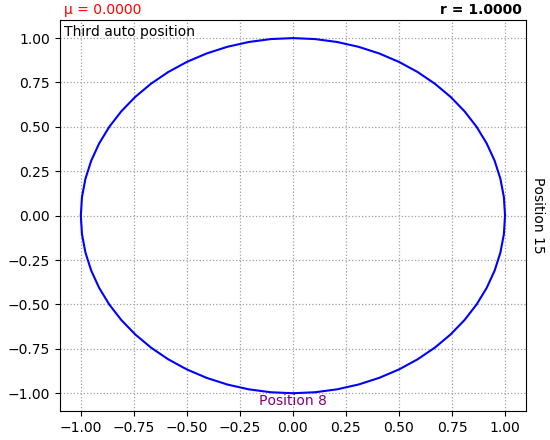 μ = 0.0000
r = 1.0000
Third auto position
1.00
0.75
0.50
0.25
0.00
−0.25
−0.50
−0.75
−1.00
Position 15
Position 8
−1.00 −0.75 −0.50 −0.25 0.00 0.25 0.50 0.75 1.00